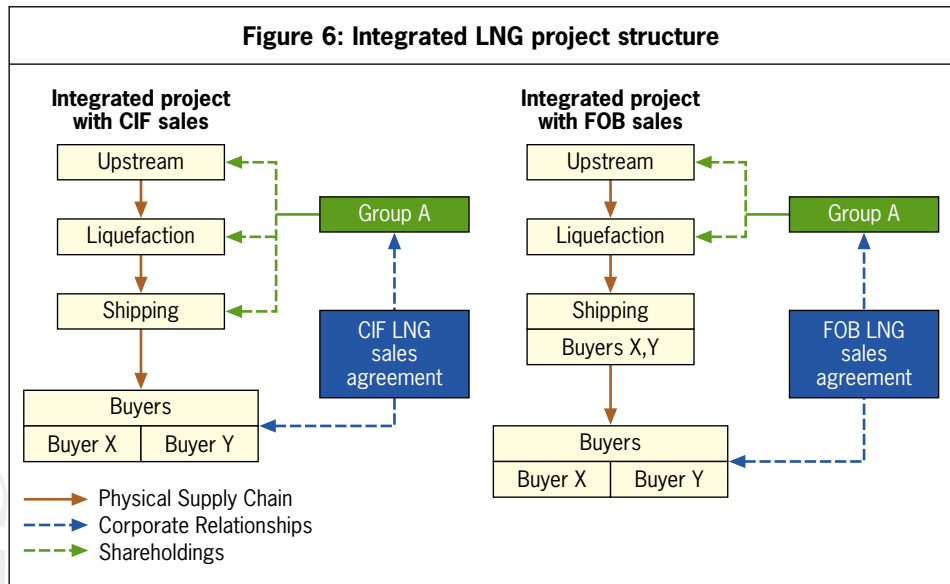 Figure 6: Integrated LNG project structure
Integrated project
with CIF sales
Upstream
Liquefaction
Shipping
Group A
CIF LNG
sales
agreement
Buyers
Buyer X
Buyer Y
Integrated project
with FOB sales
Upstream
Liquefaction
Shipping
Buyers X,Y
Group A
FOB LNG
sales
agreement
Buyers
Buyer X
Buyer Y
Physical Supply Chain
Corporate Relationships
Shareholdings